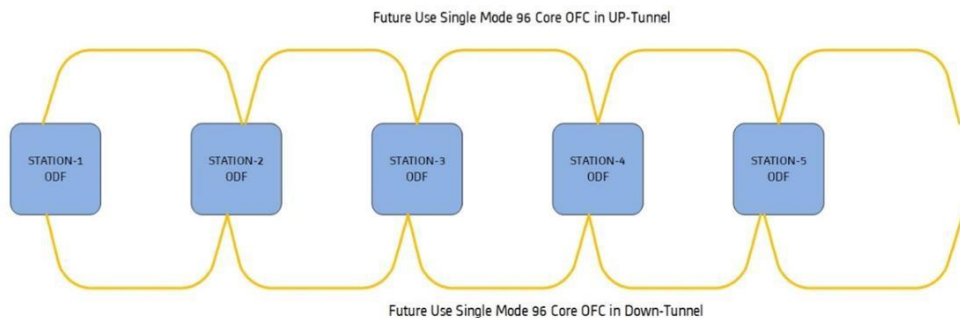 Future Use Single Mode 96 Core OFC in UP-Tunnel
STATION-1
ODF
STATION-2
ODF
STATION-3
ODF
STATION-4
ODF
STATION-5
ODF
Future Use Single Mode 96 Core OFC in Down-Tunnel